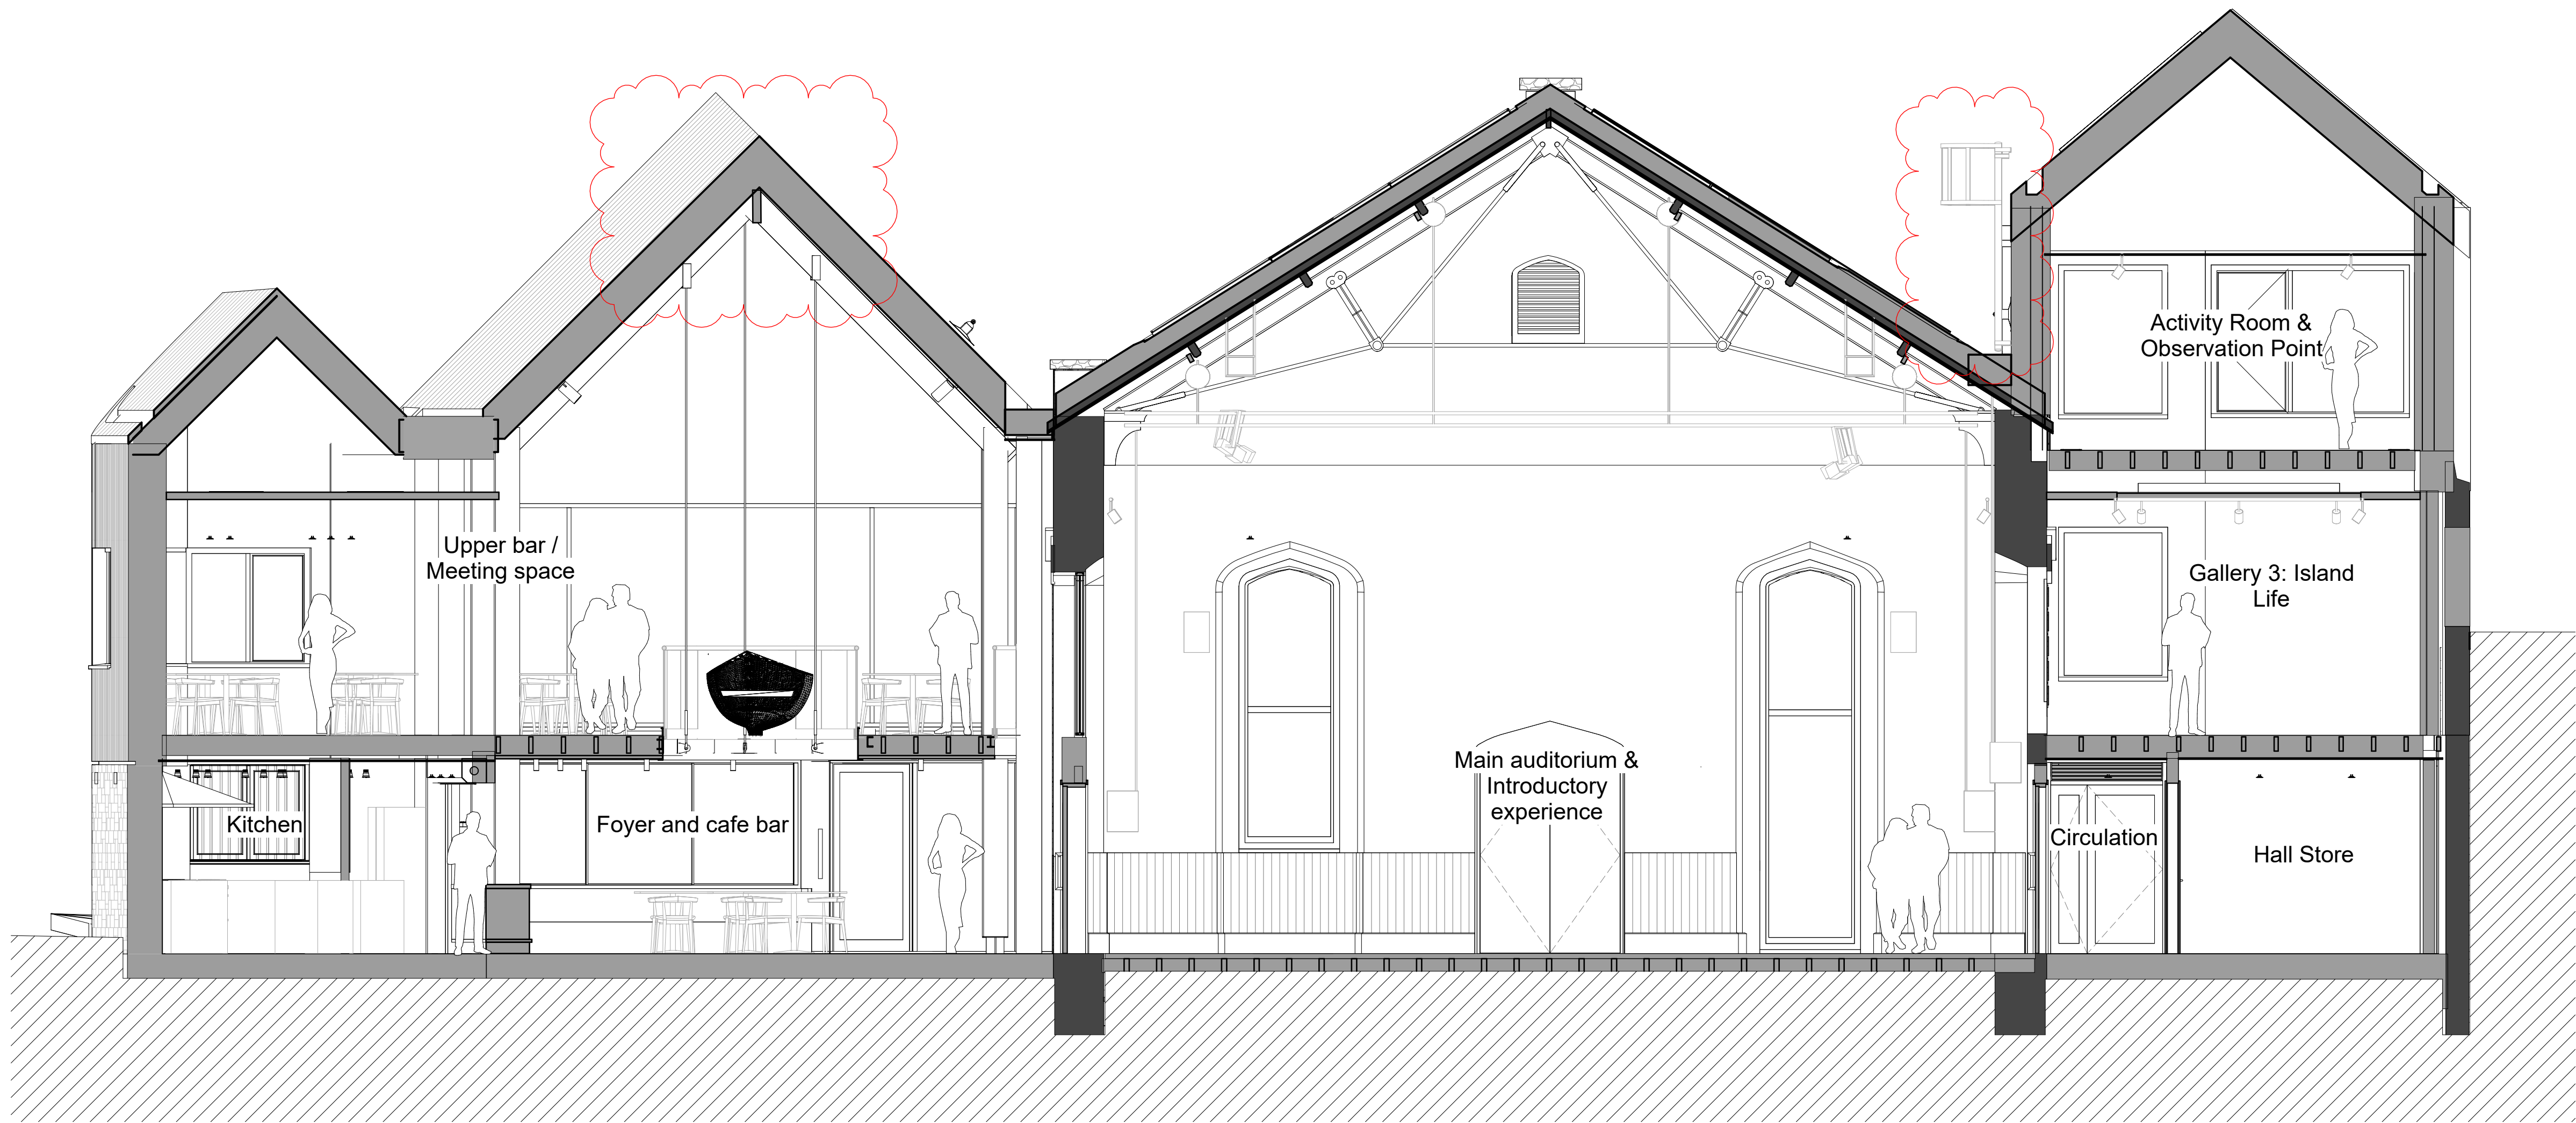 Activity Room &
Observation Point
Upper bar /
Meeting space
Gallery 3: Island
Life
Main auditorium &
Introductory
experience
Kitchen
Foyer and cafe bar
Circulation
Hall Store